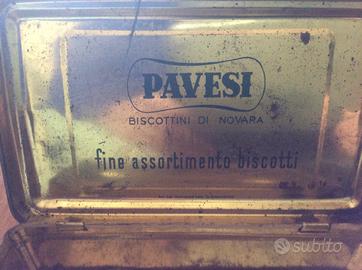 PAVESI
BISCOTTINI DI NOVARA
fine assortimento biscotti
subito